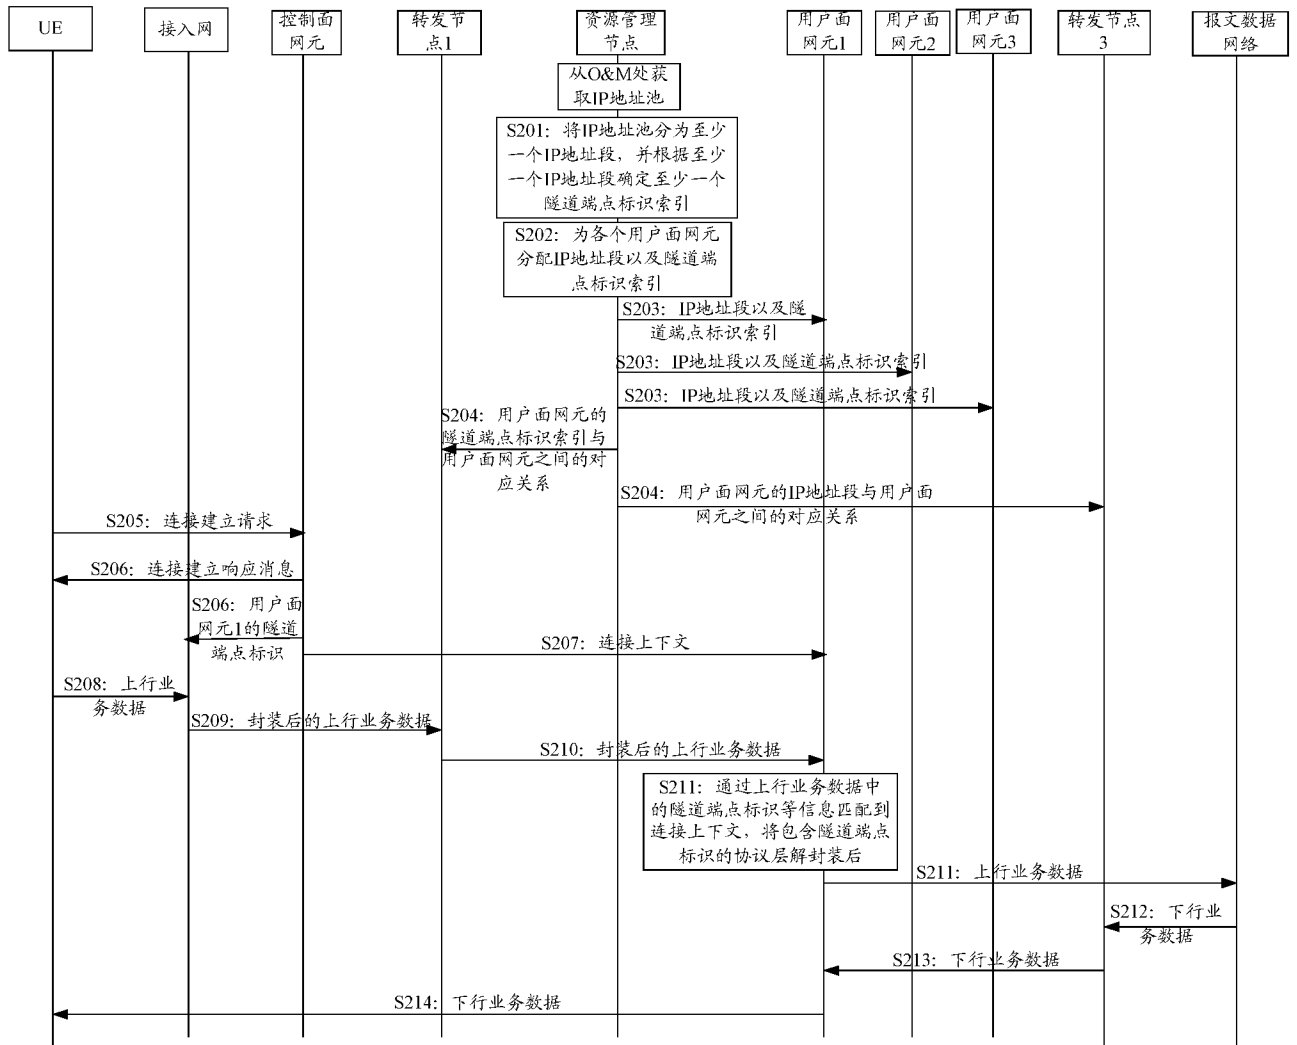 UE
接入网
控制面
网元
转发节
点1
资源管理
节点
用户面
网元1
用户面
网元2
用户面
网元3
转发节点
3
报文数据
网络
从O&M处获
取IP地址池
S201：将IP地址池分为至少
一个IP地址段，并根据至少
一个IP地址段确定至少一个
隧道端点标识索引
S202：为各个用户面网元
分配IP地址段以及隧道端
点标识索引
S203：IP地址段以及隧
道端点标识索引
S203：IP地址段以及隧道端点标识索引
S203：IP地址段以及隧道端点标识索引
S204：用户面网元的
隧道端点标识索引与
用户面网元之间的对
应关系
S204：用户面网元的IP地址段与用户面
网元之间的对应关系
S205：连接建立请求
S206：连接建立响应消息
S206：用户面
网元1的隧道
端点标识
S207：连接上下文
S208：上行业
务数据
S209：封装后的上行业务数据
S210：封装后的上行业务数据
S211：通过上行业务数据中
的隧道端点标识等信息匹配到
连接上下文，将包含隧道端点
标识的协议层解封装后
S211：上行业务数据
S212：下行业
务数据
S213：下行业务数据
S214：下行业务数据